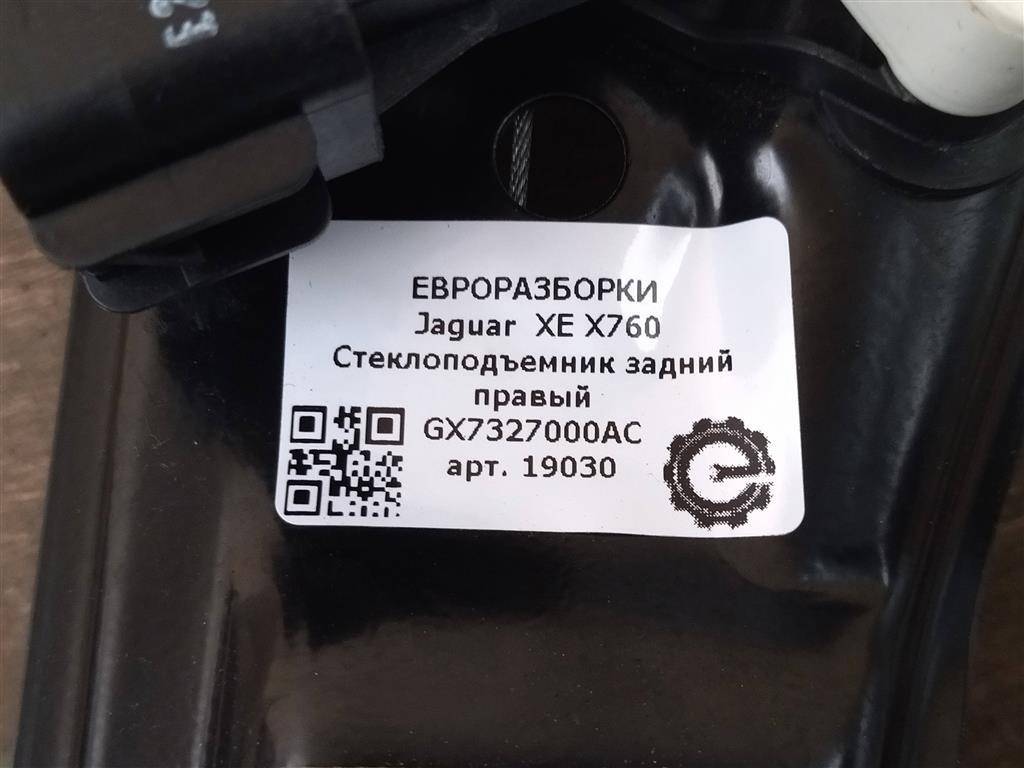 ЕВРОРАЗБОРКИ
Jaguar XE X760
Стеклоподъемник задний
правый
GX7327000AC
арт. 19030